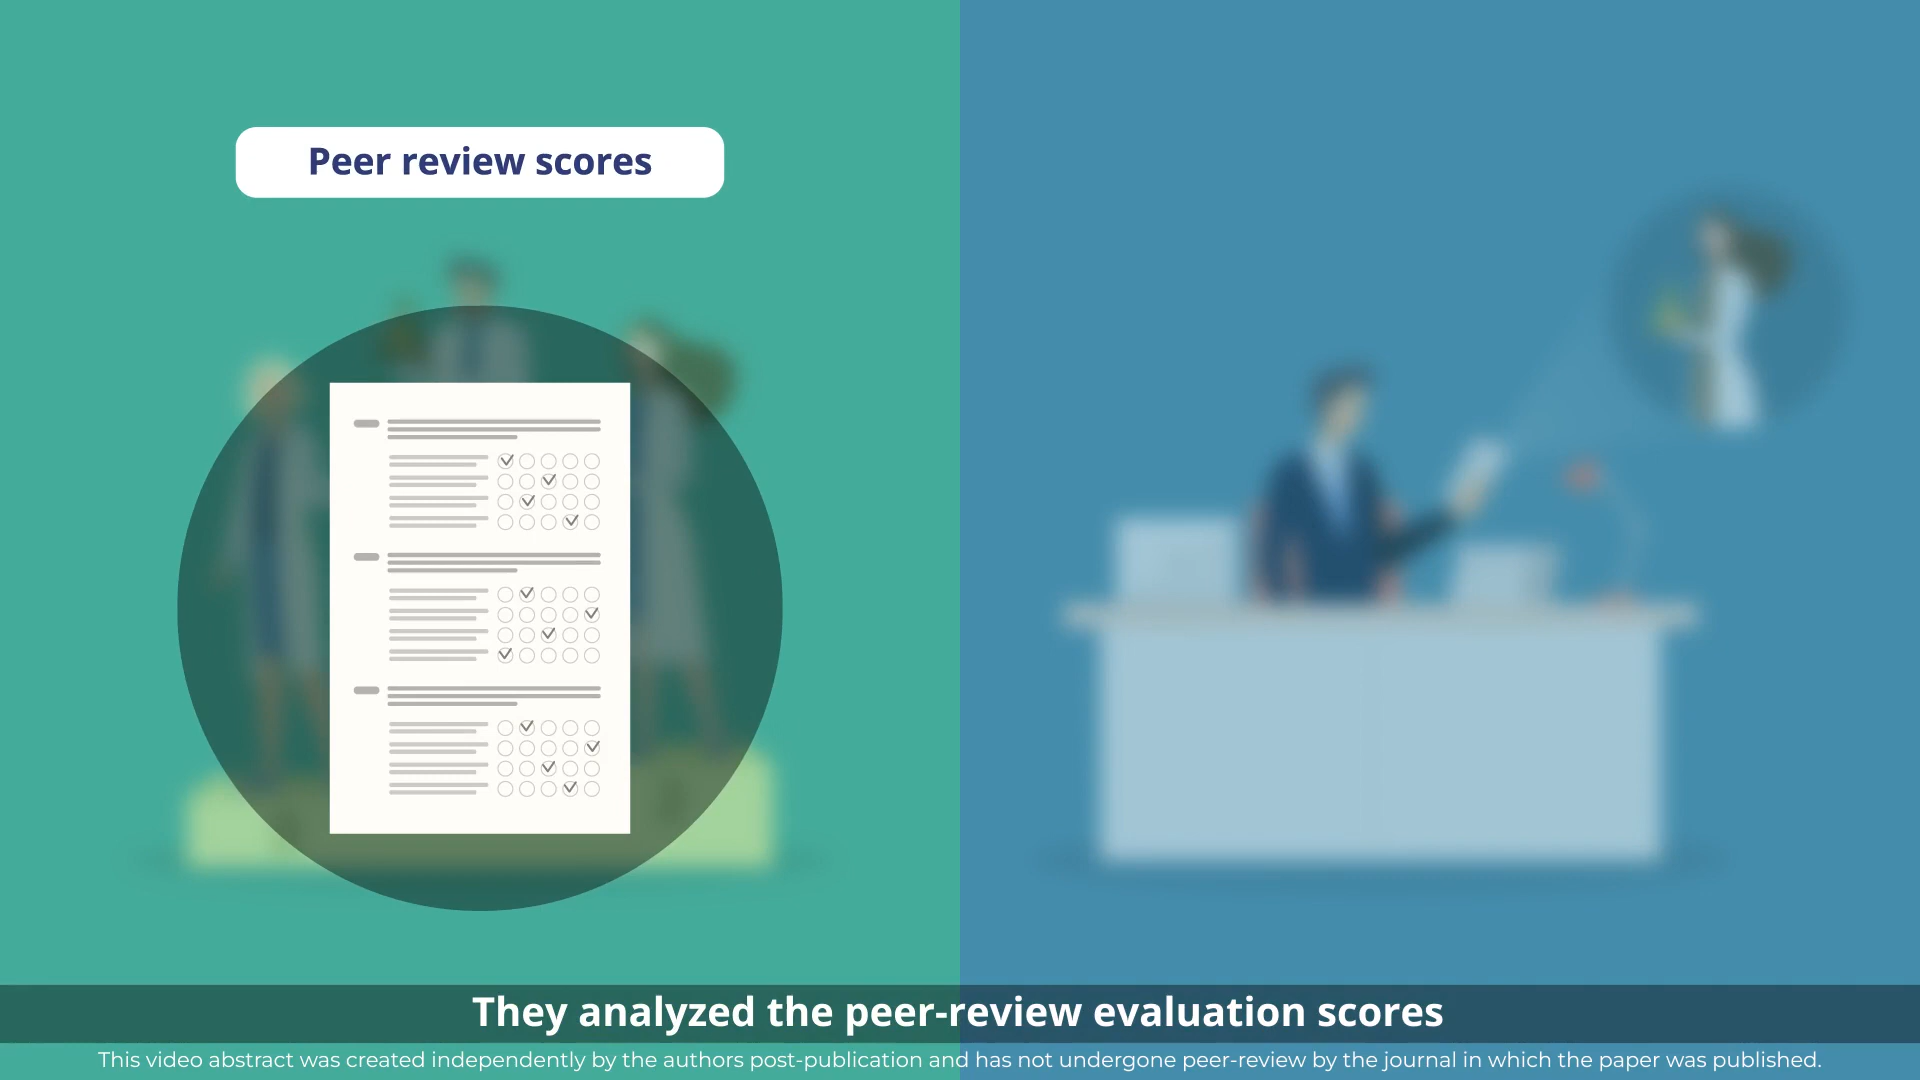 Peer review scores
They analyzed the peer-review evaluation scores
This video abstract was created independently by the authors post-publication and has not undergone peer-review by the journal in which the paper was published.